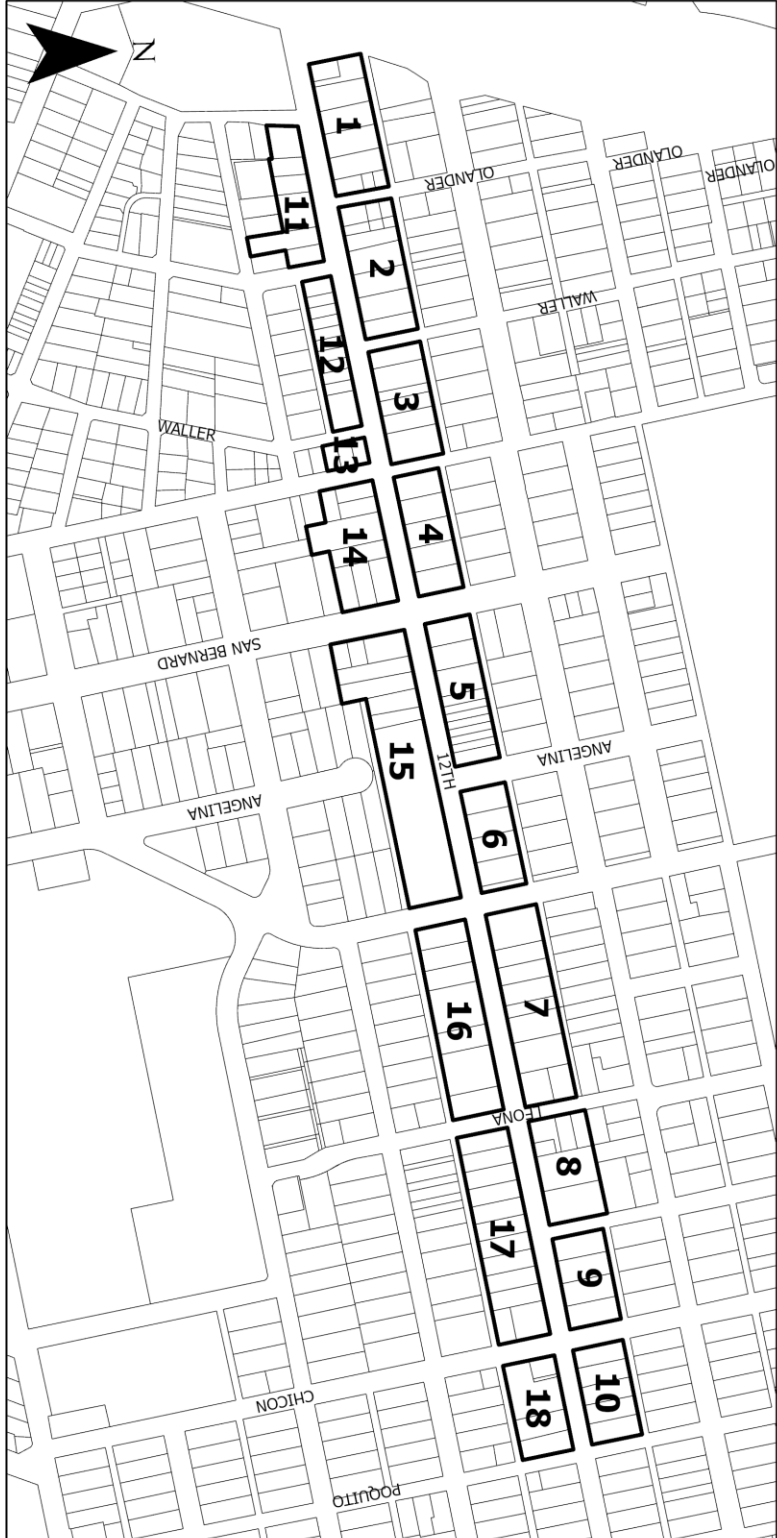 N
1
OLANDER
OLANDER
OLANDER
11
2
WALLER
12
3
WALLER
13
14
4
SAN BERNARD
5
ANGELINA
15
12TH
ANGELINA
6
16
7
LEONA
8
17
9
CHICON
18
10
POQUITO